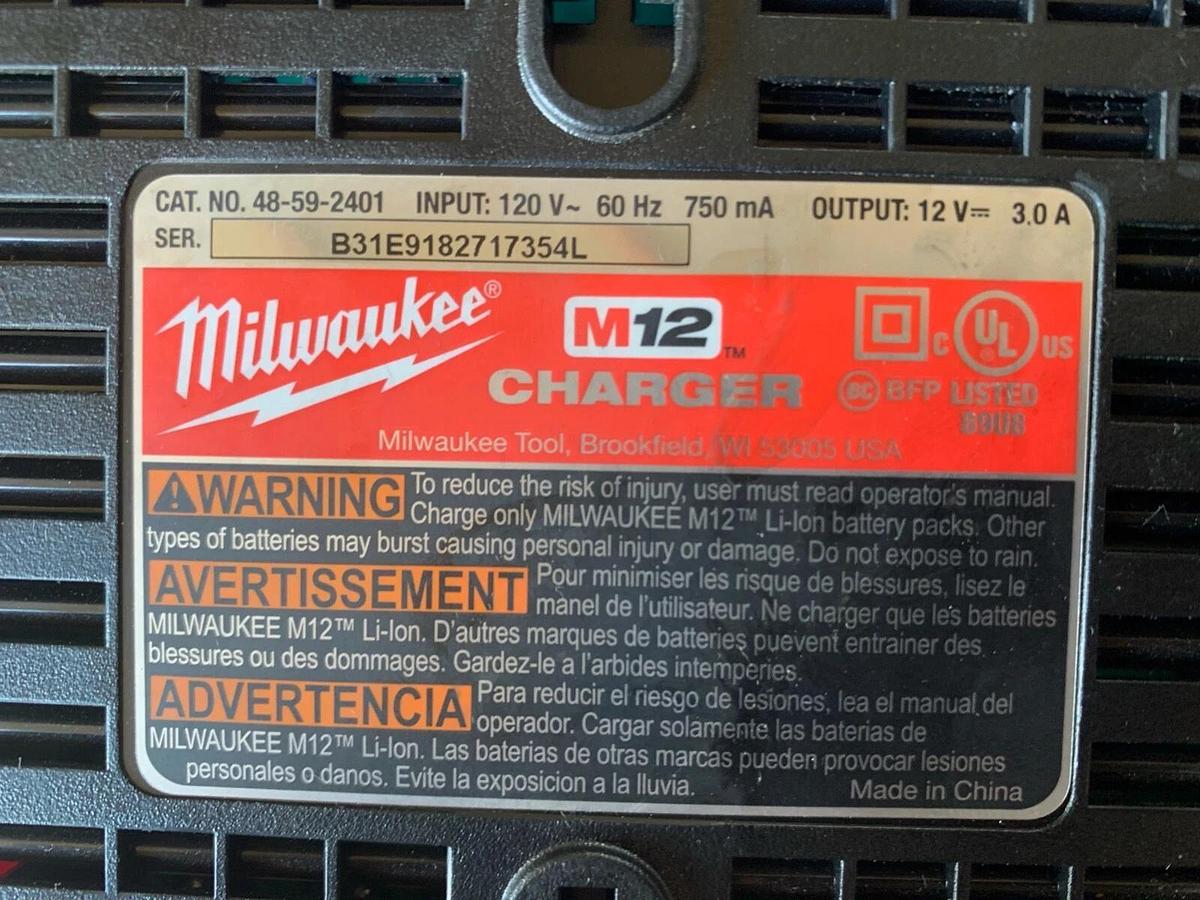 CAT. NO. 48-59-2401 INPUT: 120 V~ 60 Hz 750 mA OUTPUT: 12 V⎓ 3.0 A
SER. B31E9182717354L
Milwaukee®
M12™
CHARGER
C UL US
BC BFP LISTED
Milwaukee Tool, Brookfield, WI 53005 USA
⚠WARNING To reduce the risk of injury, user must read operator's manual.
Charge only MILWAUKEE M12™ Li-Ion battery packs. Other
types of batteries may burst causing personal injury or damage. Do not expose to rain.
AVERTISSEMENT Pour minimiser les risque de blessures, lisez le
manel de l'utilisateur. Ne charger que lés batteries
MILWAUKEE M12™ Li-Ion. D'autres marques de batteries puevent entrainer des
blessures ou des dommages. Gardez-le a l'arbides intemperies.
ADVERTENCIA Para reducir el riesgo de lesiones, lea el manual del
operador. Cargar solamente las baterias de
MILWAUKEE M12™ Li-Ion. Las baterias de otras marcas pueden provocar lesiones
personales o danos. Evite la exposicion a la lluvia.
Made in China